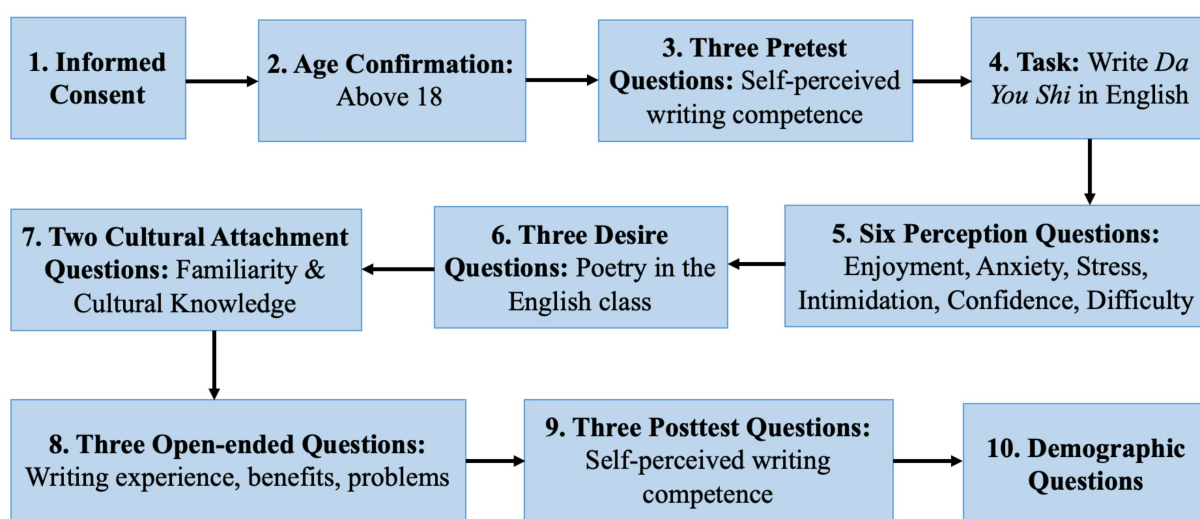 1. Informed
Consent
2. Age Confirmation:
Above 18
3. Three Pretest
Questions: Self-perceived
writing competence
4. Task: Write Da
You Shi in English
5. Six Perception Questions:
Enjoyment, Anxiety, Stress,
Intimidation, Confidence, Difficulty
6. Three Desire
Questions: Poetry in the
English class
7. Two Cultural Attachment
Questions: Familiarity &
Cultural Knowledge
8. Three Open-ended Questions:
Writing experience, benefits, problems
9. Three Posttest Questions:
Self-perceived writing
competence
10. Demographic
Questions